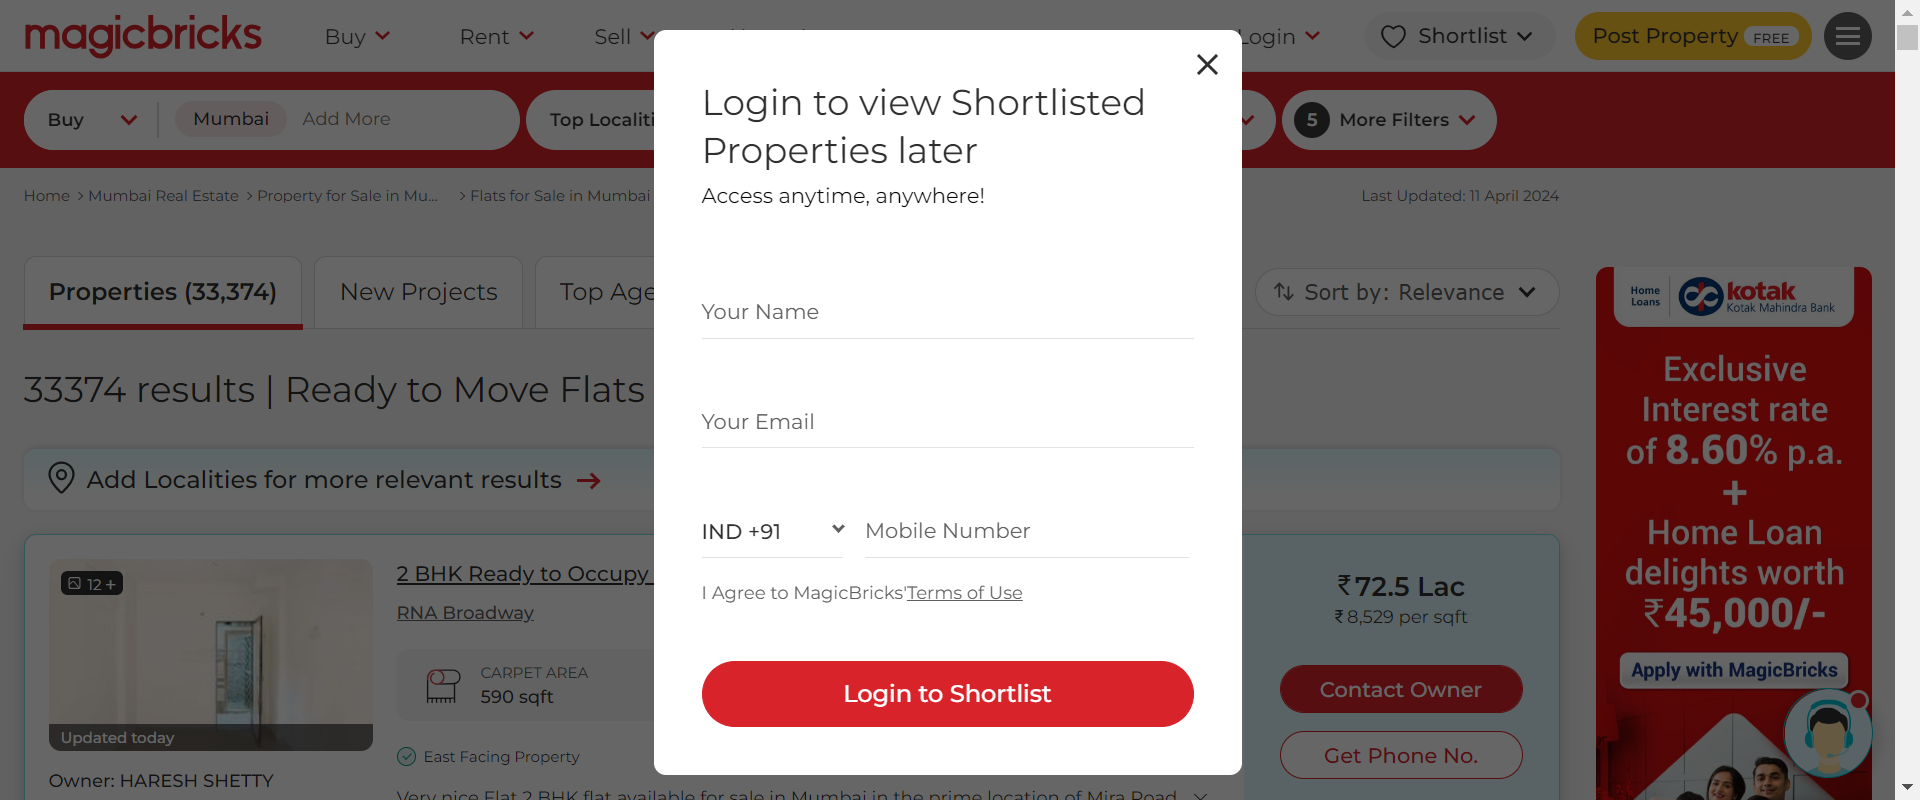 magicbricks
Buy
Rent
Sell
Login
Shortlist
Post Property FREE
Buy
Mumbai
Add More
Top Localiti
5 More Filters
Home > Mumbai Real Estate > Property for Sale in Mu... > Flats for Sale in Mumbai
Last Updated: 11 April 2024
Properties (33,374)
New Projects
Top Age
Sort by: Relevance
33374 results | Ready to Move Flats
Add Localities for more relevant results
12 +
Updated today
Owner: HARESH SHETTY
2 BHK Ready to Occupy
RNA Broadway
CARPET AREA
590 sqft
East Facing Property
Very nice Flat 2 BHK flat available for sale in Mumbai in the prime location of Mira Road
₹72.5 Lac
₹8,529 per sqft
Contact Owner
Get Phone No.
Login to view Shortlisted
Properties later
Access anytime, anywhere!
Your Name
Your Email
IND +91
Mobile Number
I Agree to MagicBricks'Terms of Use
Login to Shortlist
Home
Loans
kotak
Kotak Mahindra Bank
Exclusive
Interest rate
of 8.60% p.a.
+
Home Loan
delights worth
₹45,000/-
Apply with MagicBricks